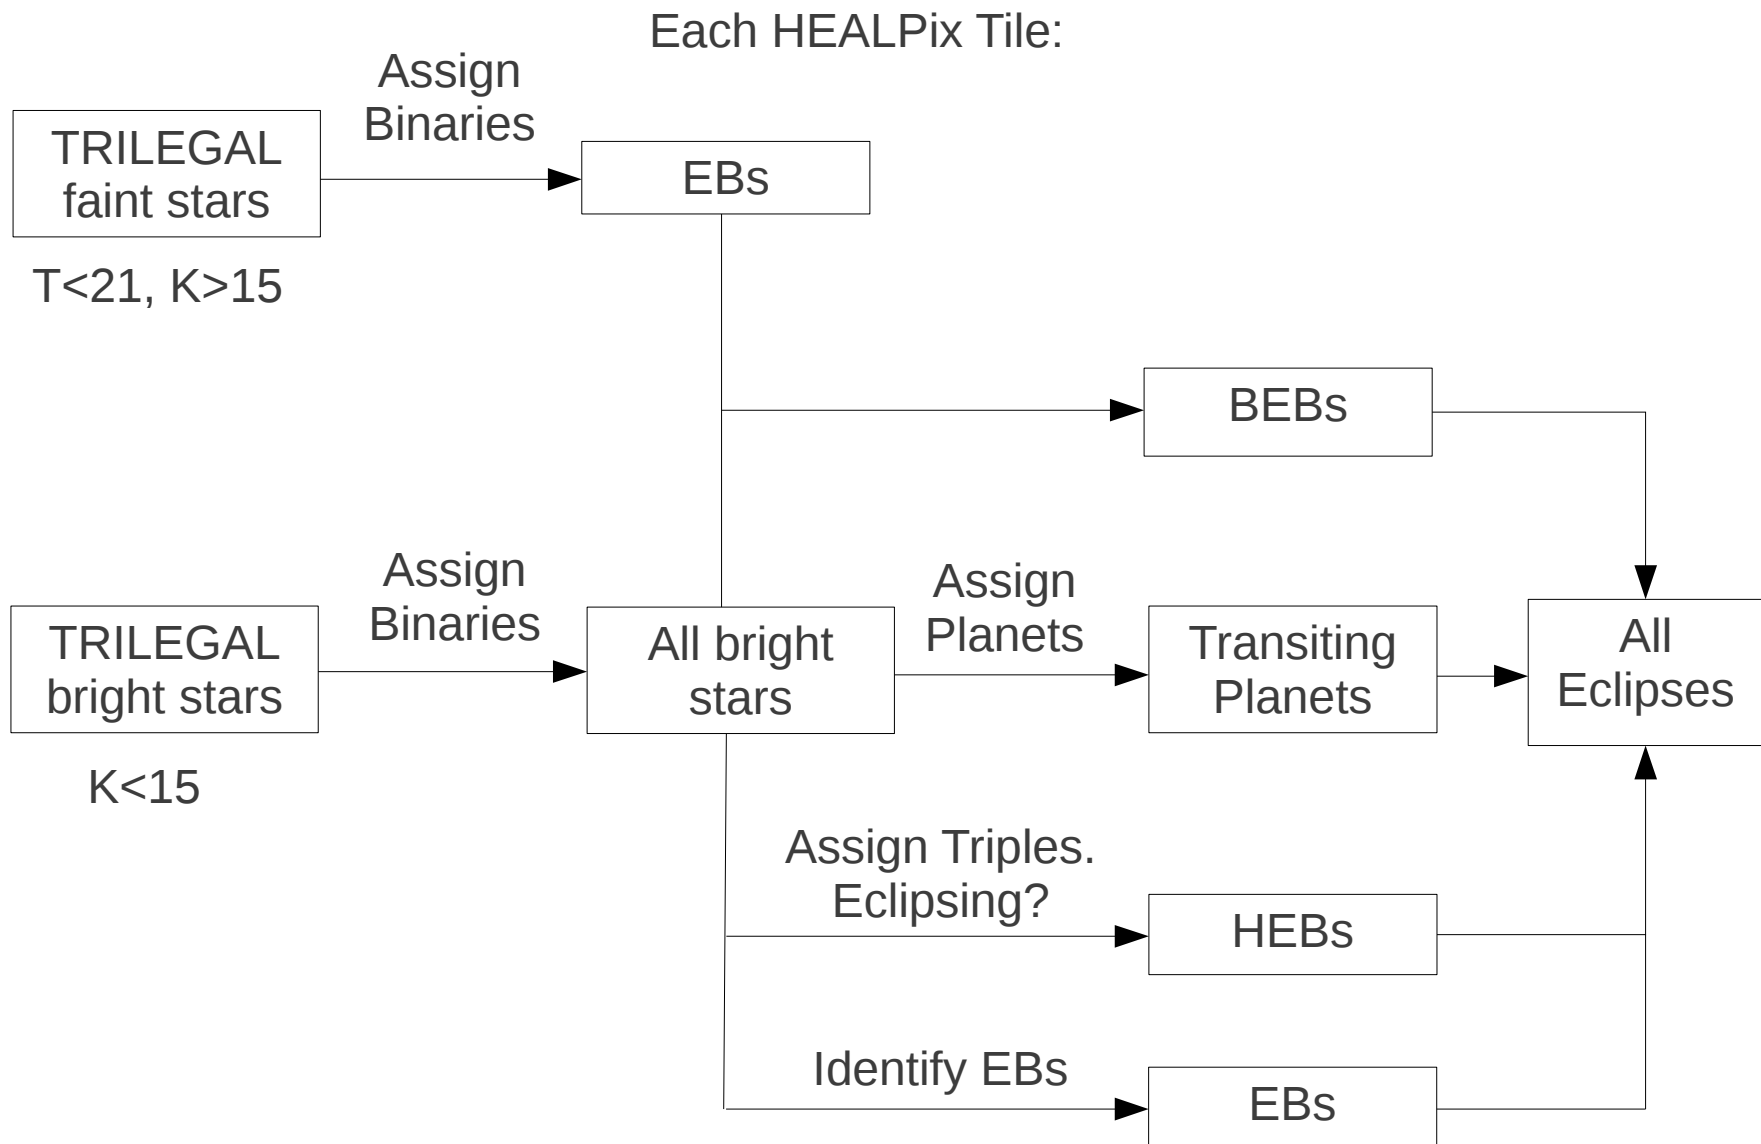 Each HEALPix Tile:
Assign
Binaries
TRILEGAL
faint stars
EBs
T<21, K>15
BEBs
Assign
Binaries
Assign
Planets
TRILEGAL
bright stars
All bright
stars
Transiting
Planets
All
Eclipses
K<15
Assign Triples.
Eclipsing?
HEBs
Identify EBs
EBs